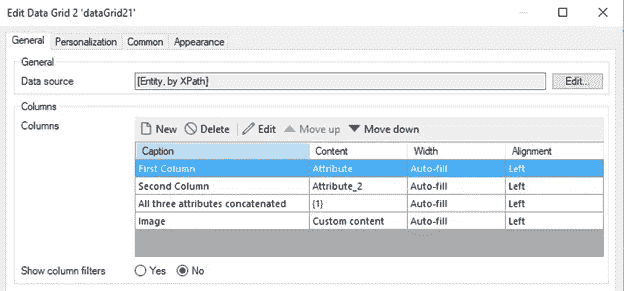 Edit Data Grid 2 'dataGrid21'
General Personalization Common Appearance
General
Data source [Entity, by XPath] Edit...
Columns
Columns New Delete Edit Move up Move down
Caption Content Width Alignment
First Column Attribute Auto-fill Left
Second Column Attribute_2 Auto-fill Left
All three attributes concatenated {1} Auto-fill Left
Image Custom content Auto-fill Left
Show column filters Yes No